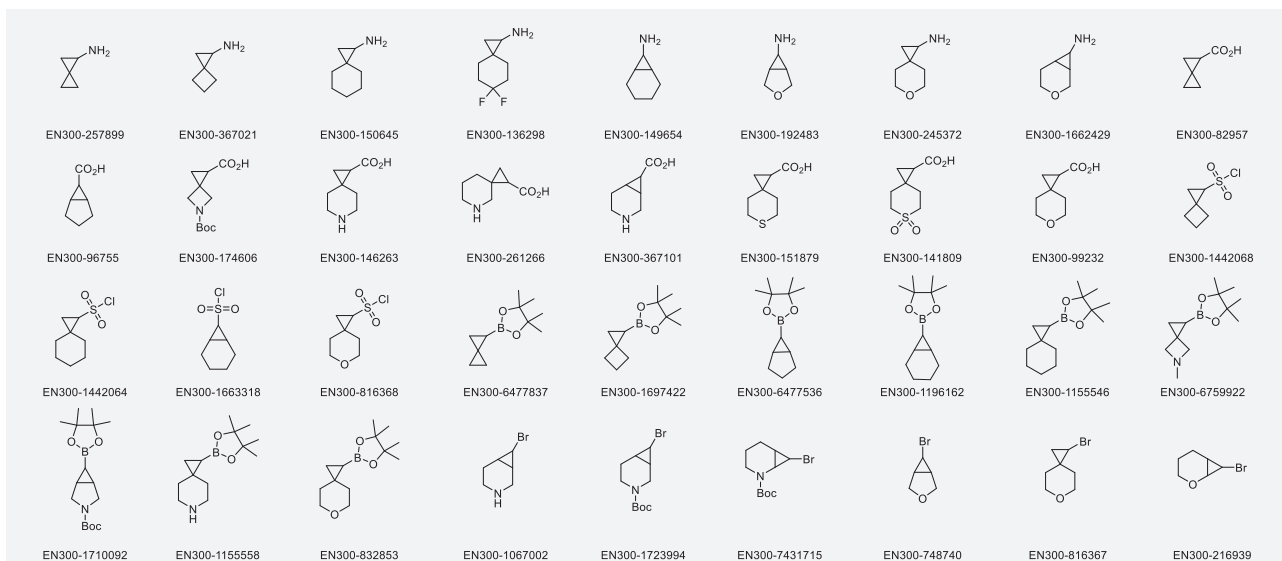 NH2 NH2 NH2 NH2 NH2 NH2 NH2 NH2 CO2H
F F O O O
EN300-257899 EN300-367021 EN300-150645 EN300-136298 EN300-149654 EN300-192483 EN300-245372 EN300-1662429 EN300-82957
CO2H CO2H CO2H CO2H CO2H CO2H CO2H CO2H O S Cl O
N Boc N H N H N H S S O O O
EN300-96755 EN300-174606 EN300-146263 EN300-261266 EN300-367101 EN300-151879 EN300-141809 EN300-99232 EN300-1442068
O S Cl O Cl O S O O S Cl O O B O O B O O O B O O B O B O O B O
O N
EN300-1442064 EN300-1663318 EN300-816368 EN300-6477837 EN300-1697422 EN300-6477536 EN300-1196162 EN300-1155546 EN300-6759922
O O B O B O O B O Br Br Br Br Br Br
N Boc N H O N H N Boc N Boc O O O
EN300-1710092 EN300-1155558 EN300-832853 EN300-1067002 EN300-1723994 EN300-7431715 EN300-748740 EN300-816367 EN300-216939